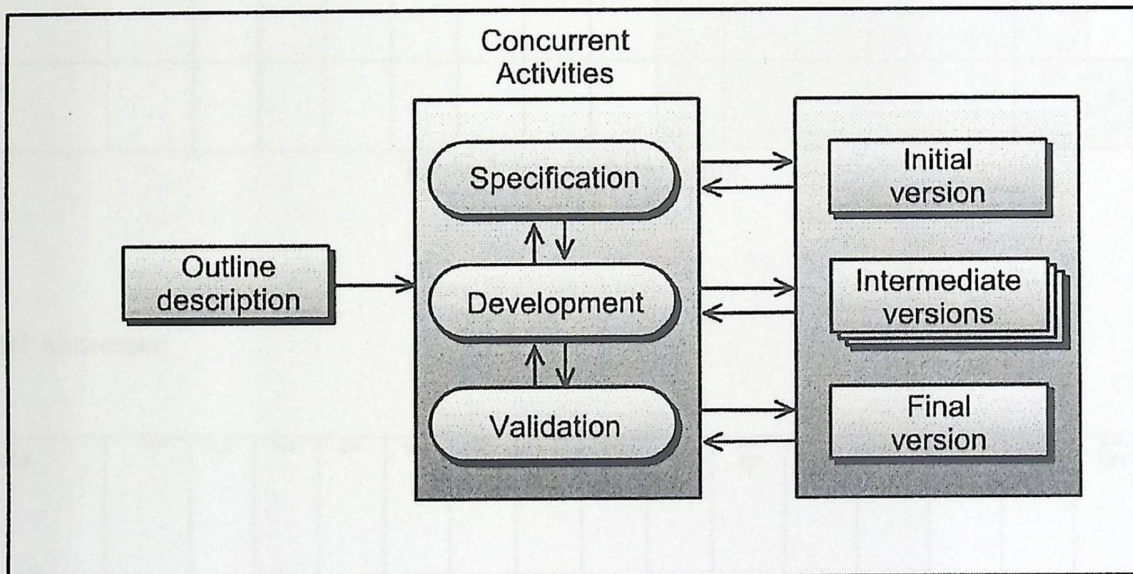 Concurrent
Activities
Specification
Initial
version
Outline
description
Development
Intermediate
versions
Validation
Final
version